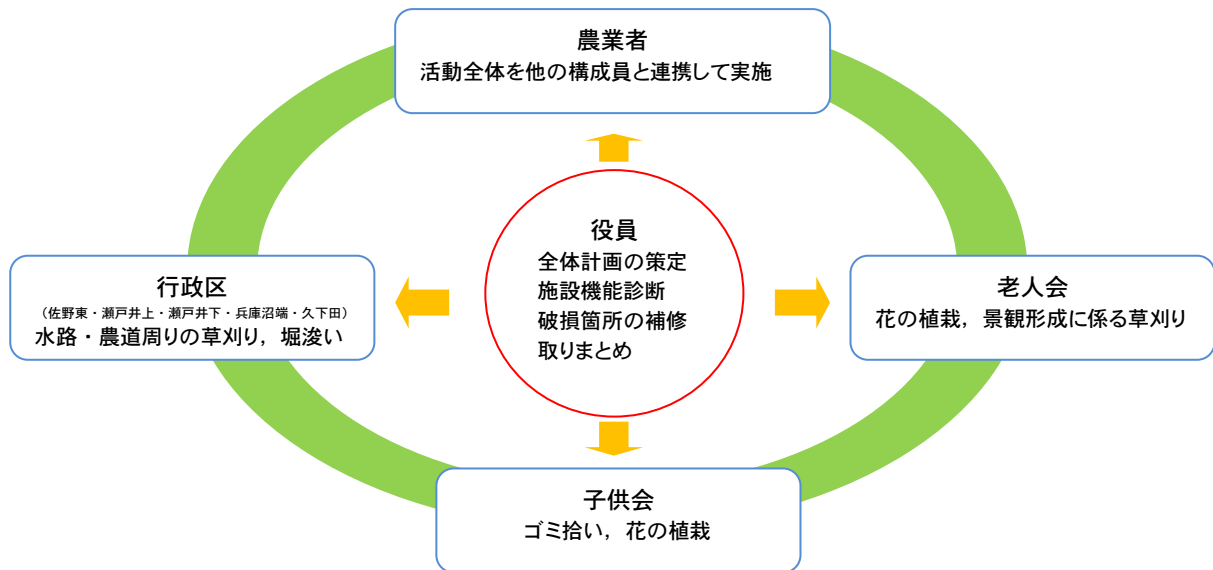 農業者
活動全体を他の構成員と連携して実施
役員
全体計画の策定
施設機能診断
破損箇所の補修
取りまとめ
行政区
(佐野東・瀬戸井上・瀬戸井下・兵庫沼端・久下田)
水路・農道周りの草刈り，堀浚い
老人会
花の植栽，景観形成に係る草刈り
子供会
ゴミ拾い，花の植栽